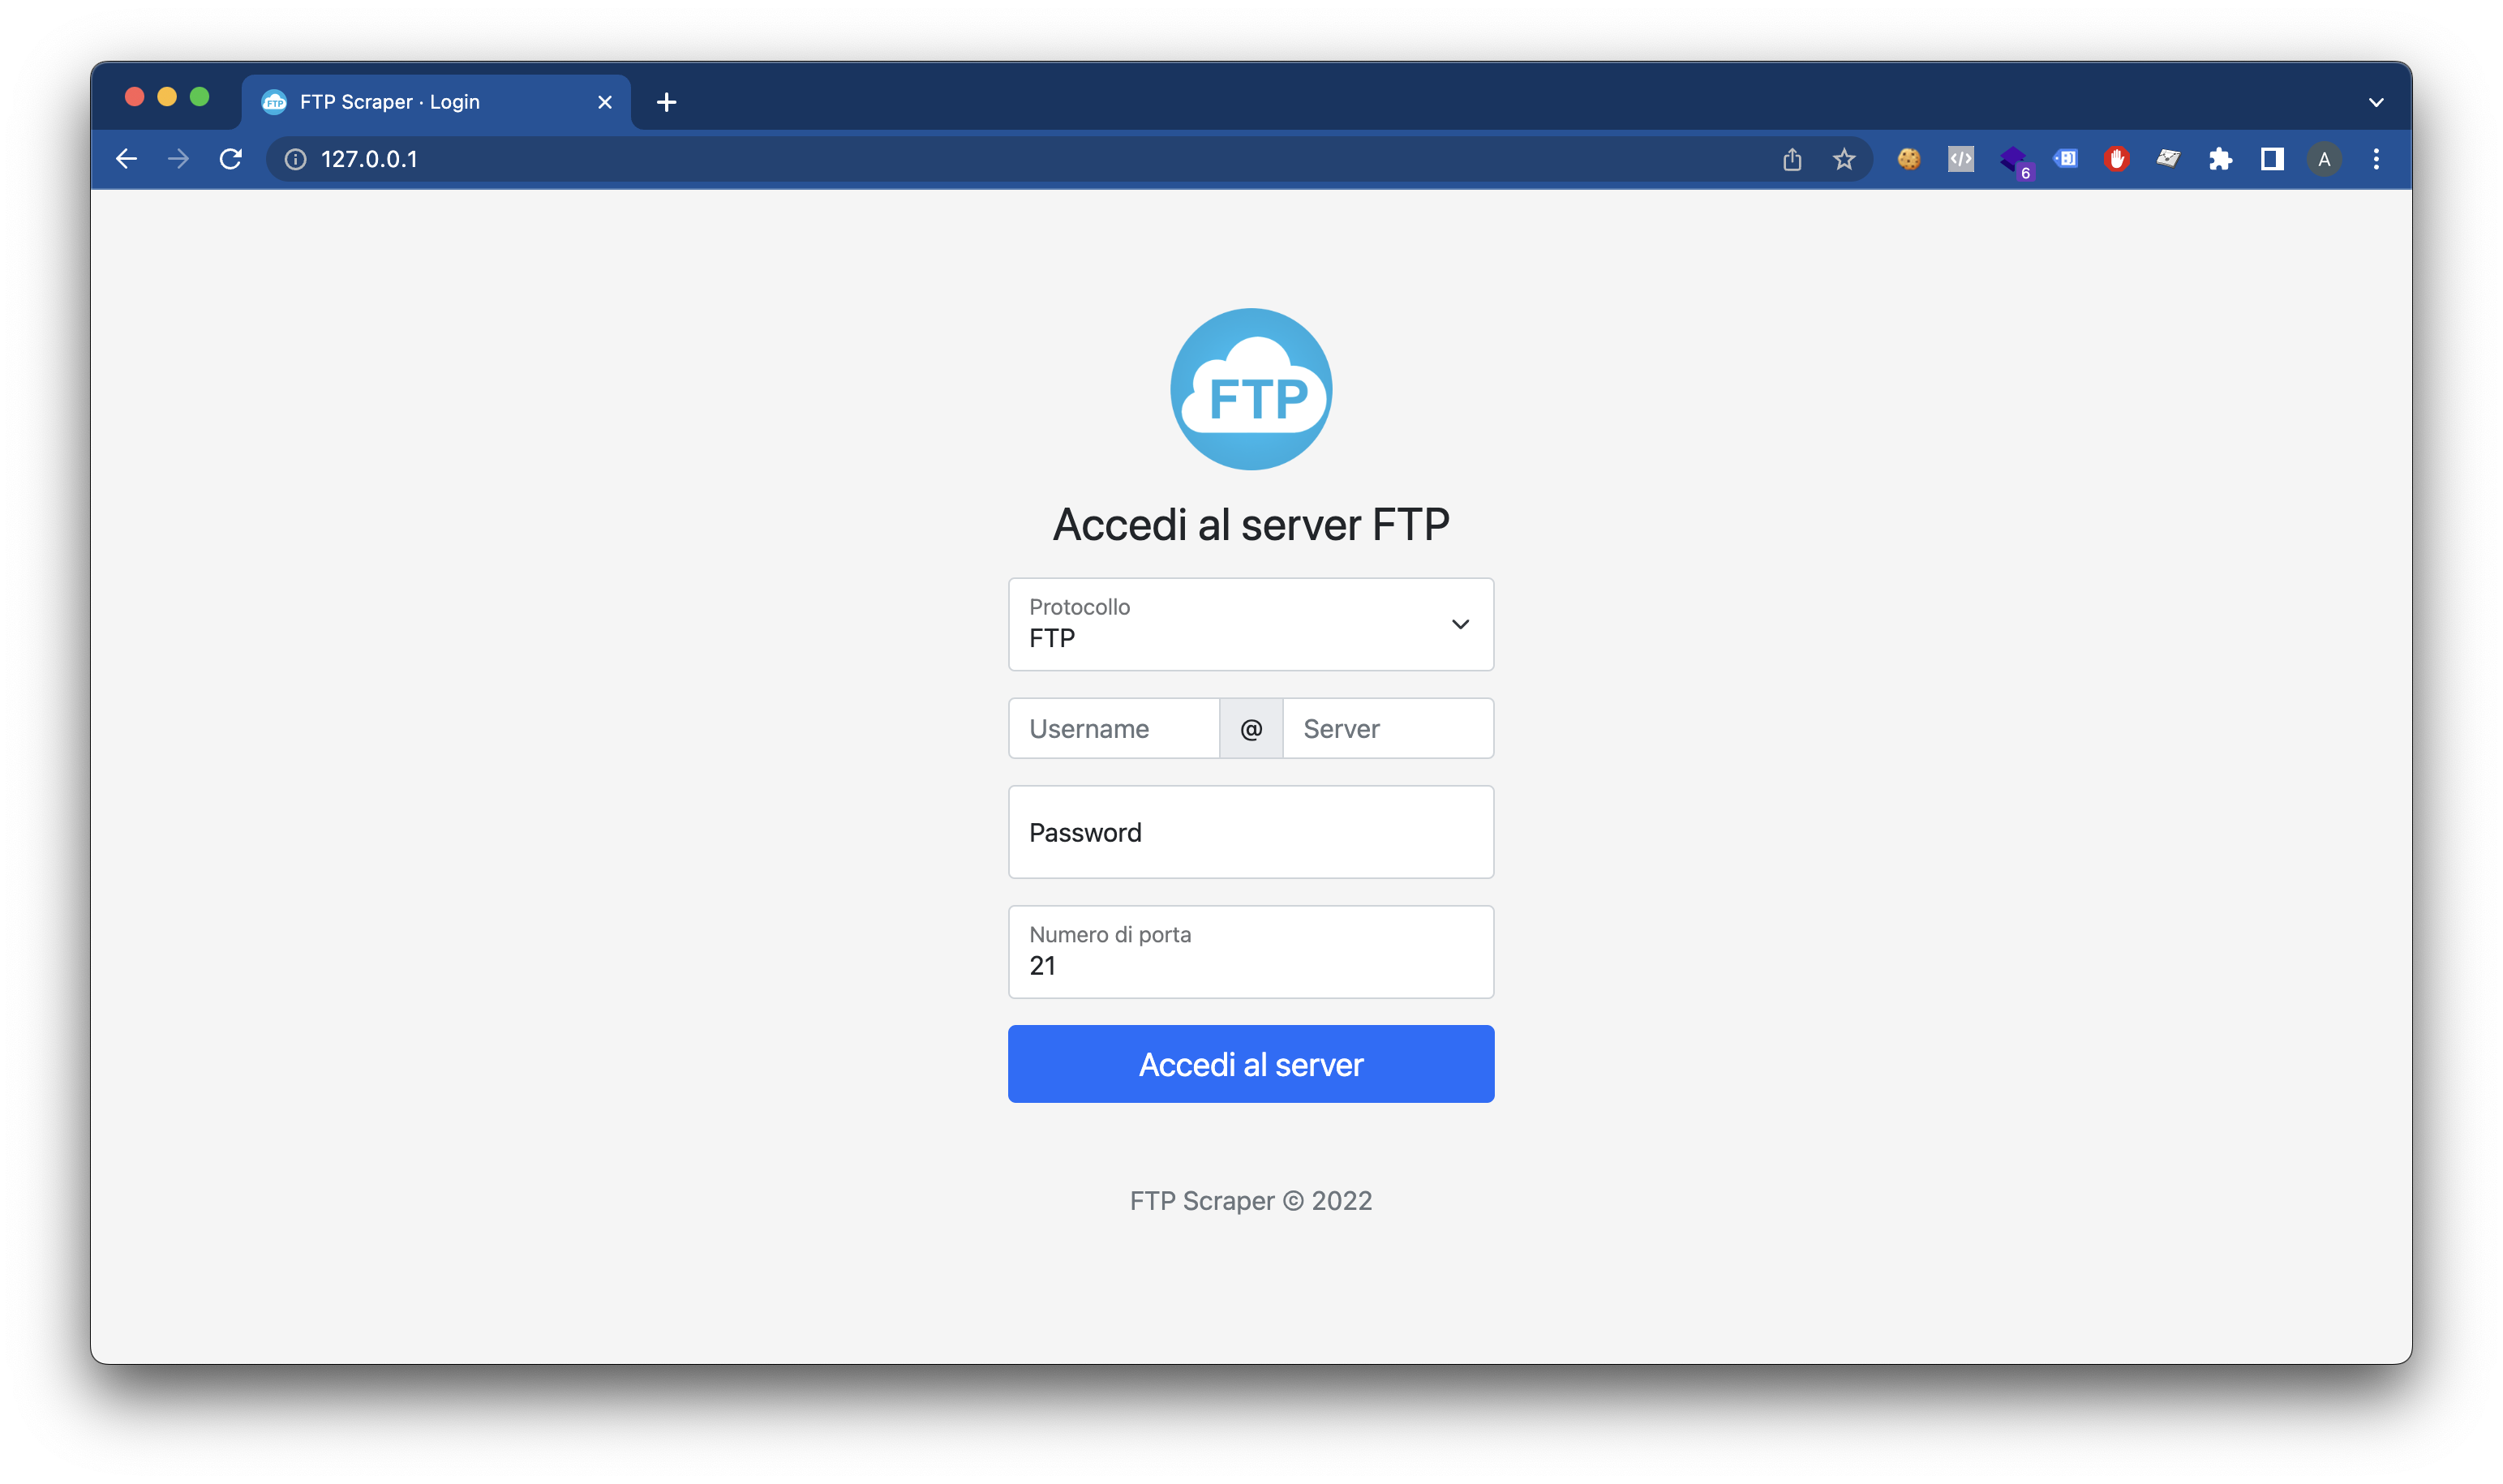 FTP Scraper · Login
127.0.0.1
6
A
FTP
Accedi al server FTP
Protocollo
FTP
Username @ Server
Password
Numero di porta
21
Accedi al server
FTP Scraper © 2022